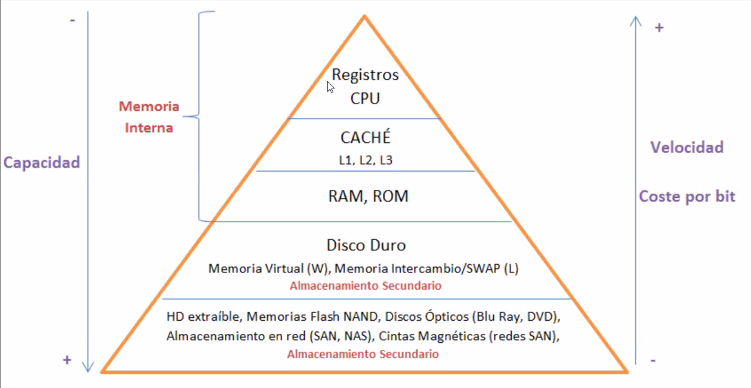 -
+
Registros
CPU
Memoria
Interna
CACHÉ
L1, L2, L3
Capacidad
Velocidad
RAM, ROM
Coste por bit
Disco Duro
Memoria Virtual (W), Memoria Intercambio/SWAP (L)
Almacenamiento Secundario
HD extraíble, Memorias Flash NAND, Discos Ópticos (Blu Ray, DVD),
Almacenamiento en red (SAN, NAS), Cintas Magnéticas (redes SAN),
Almacenamiento Secundario
+
-